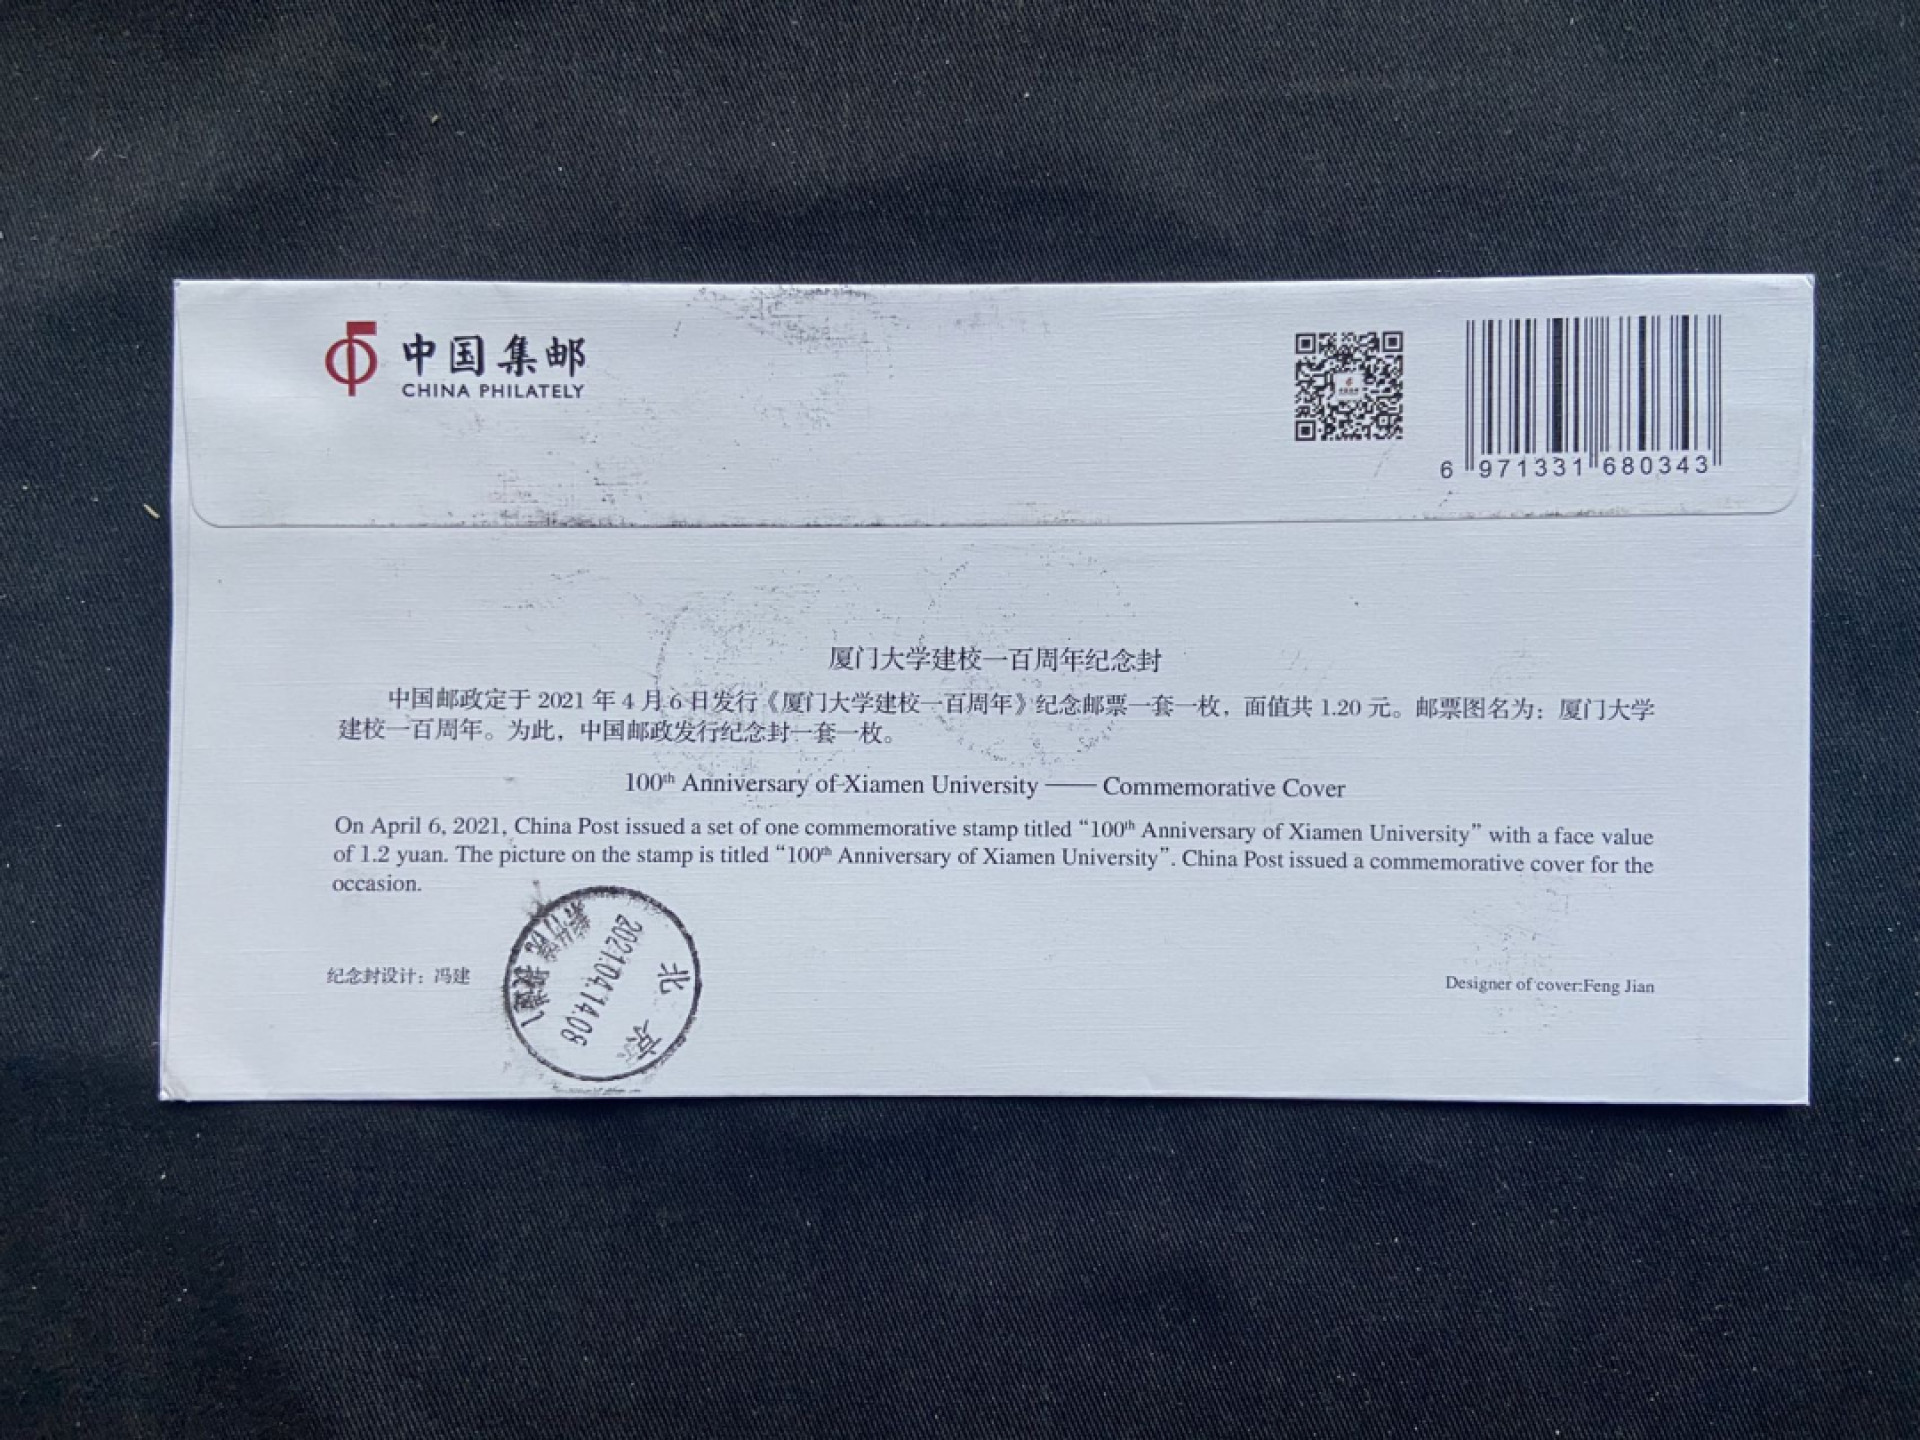 中国集邮
CHINA PHILATELY
6 971331 680343
厦门大学建校一百周年纪念封
中国邮政定于 2021 年 4 月 6 日发行《厦门大学建校一百周年》纪念邮票一套一枚，面值共 1.20 元。邮票图名为：厦门大学
建校一百周年。为此，中国邮政发行纪念封一套一枚。
100th Anniversary of Xiamen University —— Commemorative Cover
On April 6, 2021, China Post issued a set of one commemorative stamp titled “100th Anniversary of Xiamen University” with a face value
of 1.2 yuan. The picture on the stamp is titled “100th Anniversary of Xiamen University”. China Post issued a commemorative cover for the
occasion.
北京
2021.04.14.08
纪念封设计：冯建
Designer of cover:Feng Jian